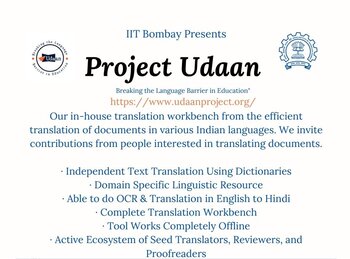 IIT Bombay Presents
Project Udaan
Breaking the Language Barrier in Education"
https://www.udaanproject.org/
Our in-house translation workbench from the efficient
translation of documents in various Indian languages. We invite
contributions from people interested in translating documents.
· Independent Text Translation Using Dictionaries
· Domain Specific Linguistic Resource
· Able to do OCR & Translation in English to Hindi
· Complete Translation Workbench
· Tool Works Completely Offline
· Active Ecosystem of Seed Translators, Reviewers, and
Proofreaders